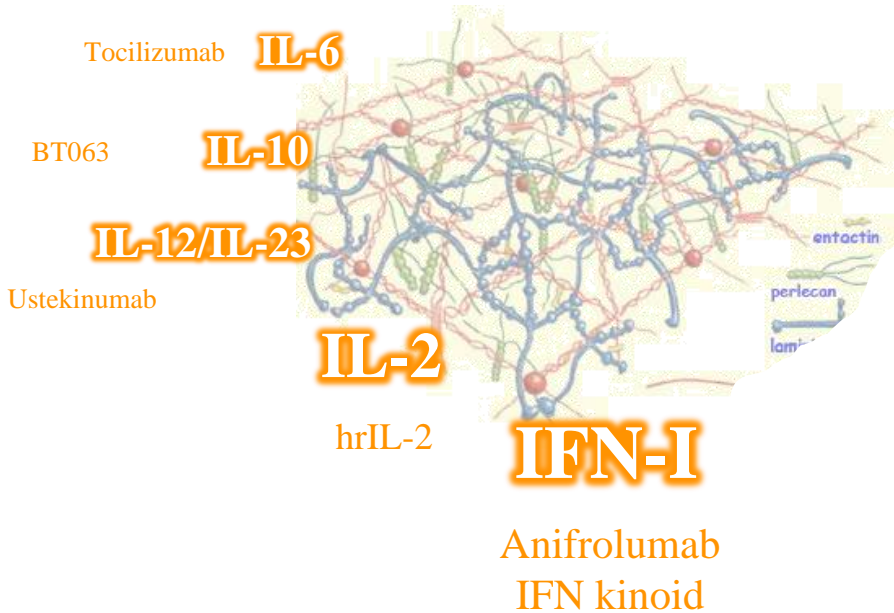 Tocilizumab IL-6
BT063 IL-10
IL-12/IL-23
entactin
perlecan
Ustekinumab
IL-2
hrIL-2
IFN-I
Anifrolumab
IFN kinoid